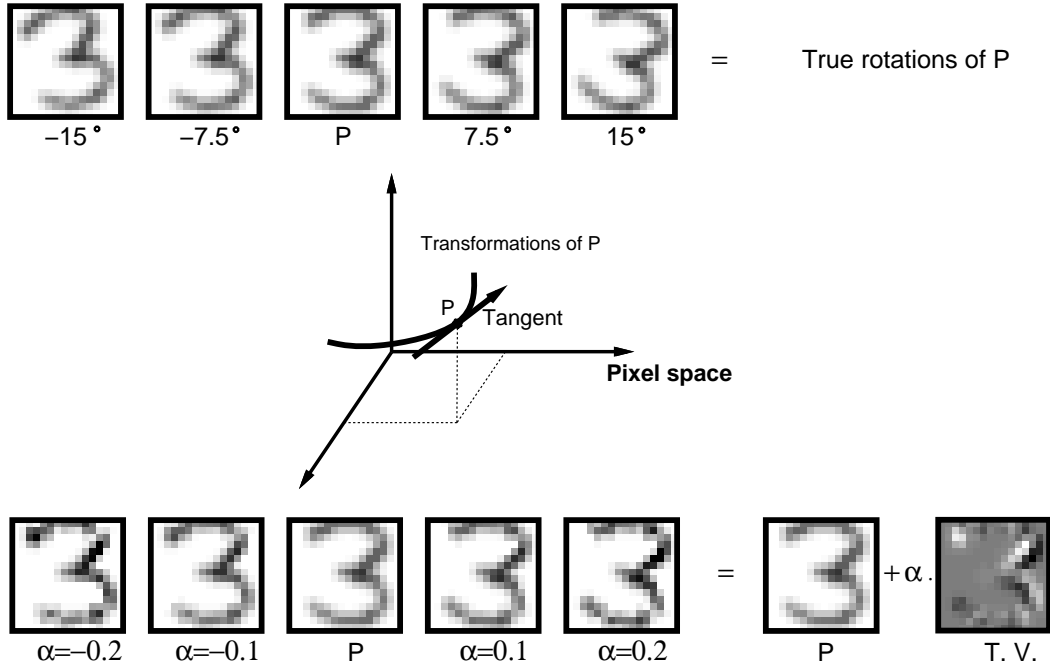 = True rotations of P
−15° −7.5° P 7.5° 15°
Transformations of P
P
Tangent
Pixel space
= +α.
α=−0.2 α=−0.1 P α=0.1 α=0.2 P T. V.